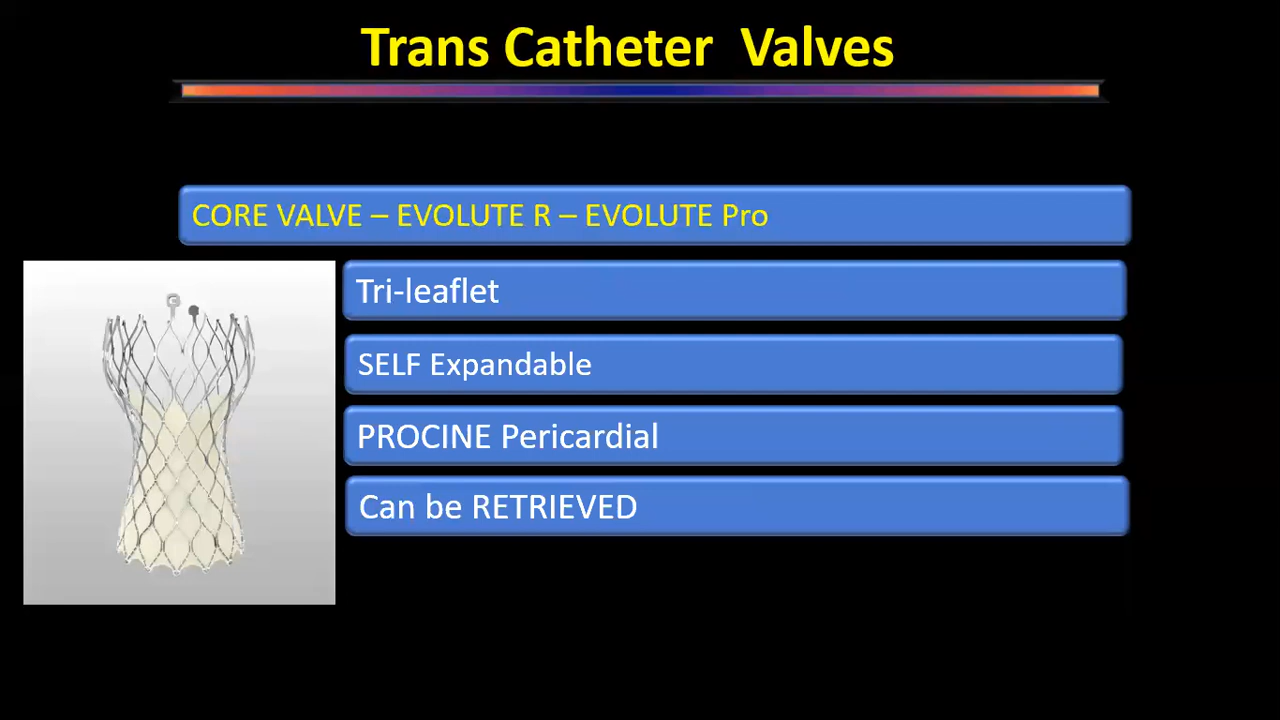 Trans Catheter Valves
CORE VALVE – EVOLUTE R – EVOLUTE Pro
Tri-leaflet
SELF Expandable
PROCINE Pericardial
Can be RETRIEVED